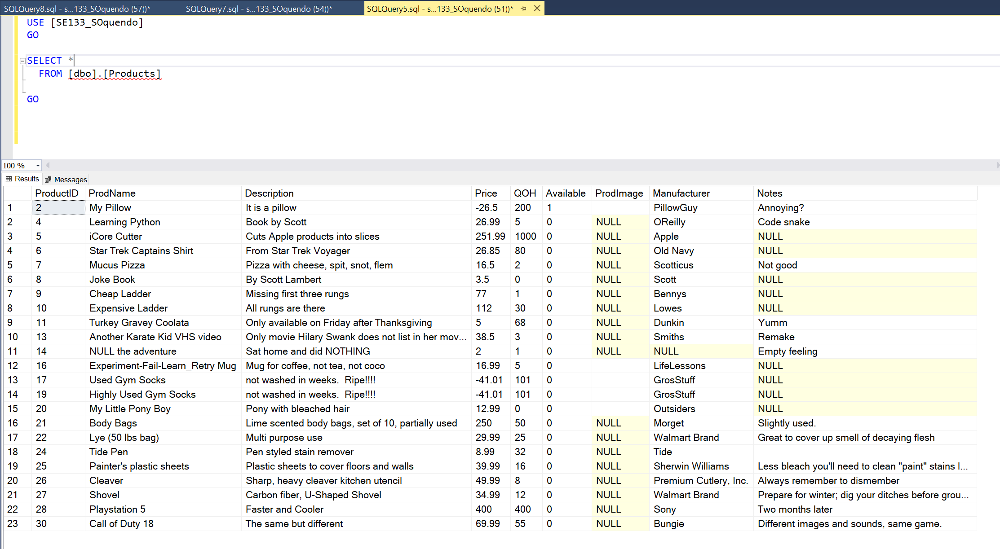 SQLQuery8.sql - s...133_SOquendo (57))* SQLQuery7.sql - s...133_SOquendo (54))* SQLQuery5.sql - s...133_SOquendo (51))*
USE [SE133_SOquendo]
GO
SELECT *
FROM [dbo].[Products]
GO
100 %
Results Messages
ProductID ProdName Description Price QOH Available ProdImage Manufacturer Notes
1 2 My Pillow It is a pillow -26.5 200 1 PillowGuy Annoying?
2 4 Learning Python Book by Scott 26.99 5 0 NULL OReilly Code snake
3 5 iCore Cutter Cuts Apple products into slices 251.99 1000 0 NULL Apple NULL
4 6 Star Trek Captains Shirt From Star Trek Voyager 26.85 80 0 NULL Old Navy NULL
5 7 Mucus Pizza Pizza with cheese, spit, snot, flem 16.5 2 0 NULL Scotticus Not good
6 8 Joke Book By Scott Lambert 3.5 0 0 NULL Scott NULL
7 9 Cheap Ladder Missing first three rungs 77 1 0 NULL Bennys NULL
8 10 Expensive Ladder All rungs are there 112 30 0 NULL Lowes NULL
9 11 Turkey Gravey Coolata Only available on Friday after Thanksgiving 5 68 0 NULL Dunkin Yumm
10 13 Another Karate Kid VHS video Only movie Hilary Swank does not list in her mov... 38.5 3 0 NULL Smiths Remake
11 14 NULL the adventure Sat home and did NOTHING 2 1 0 NULL NULL Empty feeling
12 16 Experiment-Fail-Learn_Retry Mug Mug for coffee, not tea, not coco 16.99 5 0 LifeLessons NULL
13 17 Used Gym Socks not washed in weeks.  Ripe!!!! -41.01 101 0 GrosStuff NULL
14 19 Highly Used Gym Socks not washed in weeks.  Ripe!!!! -41.01 101 0 GrosStuff NULL
15 20 My Little Pony Boy Pony with bleached hair 12.99 0 0 Outsiders NULL
16 21 Body Bags Lime scented body bags, set of 10, partially used 250 50 0 NULL Morget Slightly used.
17 22 Lye (50 lbs bag) Multi purpose use 29.99 25 0 NULL Walmart Brand Great to cover up smell of decaying flesh
18 24 Tide Pen Pen styled stain remover 8.99 32 0 NULL Tide
19 25 Painter's plastic sheets Plastic sheets to cover floors and walls 39.99 16 0 NULL Sherwin Williams Less bleach you'll need to clean "paint" stains l...
20 26 Cleaver Sharp, heavy cleaver kitchen utencil 49.99 8 0 NULL Premium Cutlery, Inc. Always remember to dismember
21 27 Shovel Carbon fiber, U-Shaped Shovel 34.99 12 0 NULL Walmart Brand Prepare for winter; dig your ditches before grou...
22 28 Playstation 5 Faster and Cooler 400 400 0 NULL Sony Two months later
23 30 Call of Duty 18 The same but different 69.99 55 0 NULL Bungie Different images and sounds, same game.